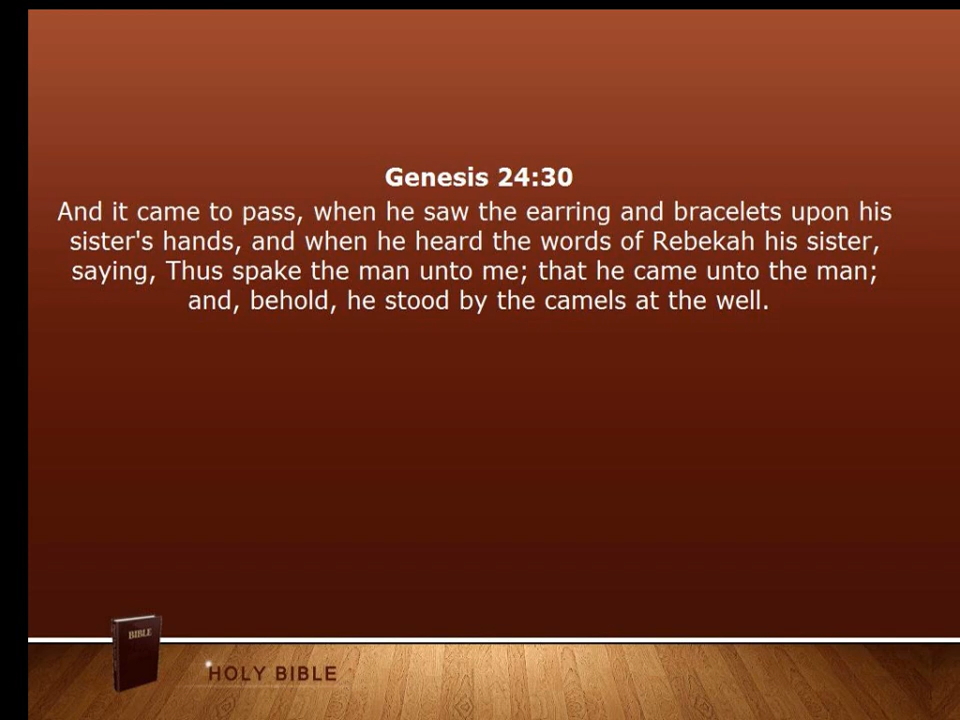 Genesis 24:30
And it came to pass, when he saw the earring and bracelets upon his
sister's hands, and when he heard the words of Rebekah his sister,
saying, Thus spake the man unto me; that he came unto the man;
and, behold, he stood by the camels at the well.
BIBLE
HOLY BIBLE